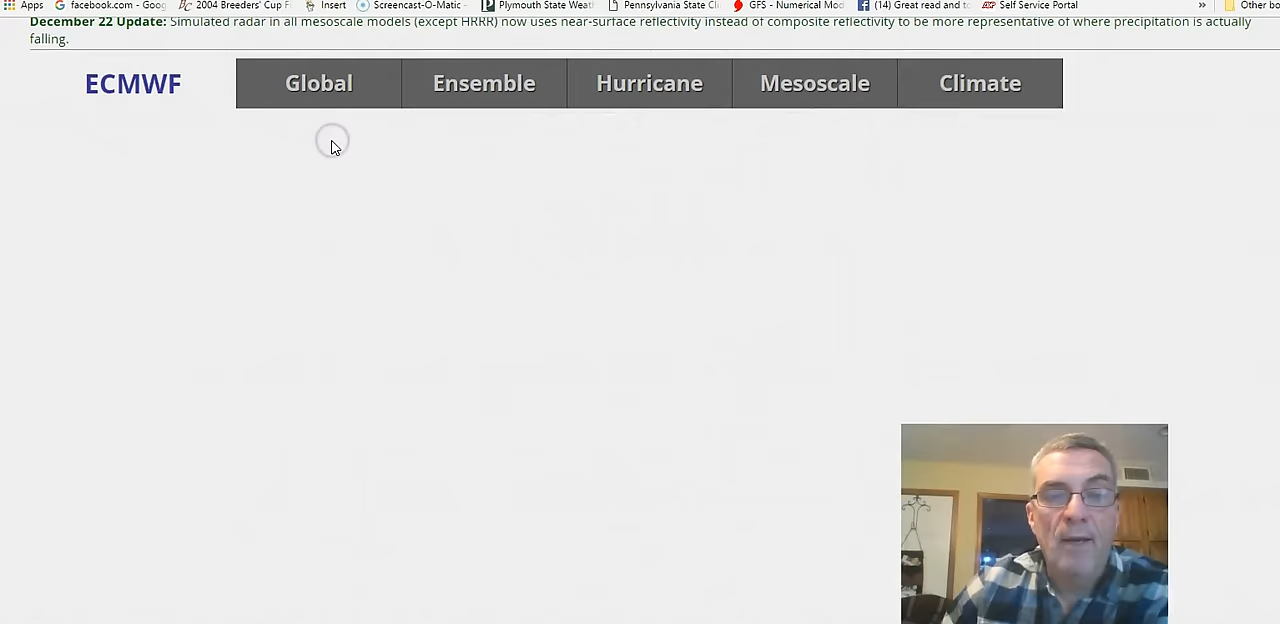 Apps facebook.com - Goog 2004 Breeders' Cup F Insert Screencast-O-Matic - Plymouth State Weat Pennsylvania State Cli GFS - Numerical Mod (14) Great read and to Self Service Portal » Other bo
December 22 Update: Simulated radar in all mesoscale models (except HRRR) now uses near-surface reflectivity instead of composite reflectivity to be more representative of where precipitation is actually
falling.
ECMWF Global Ensemble Hurricane Mesoscale Climate